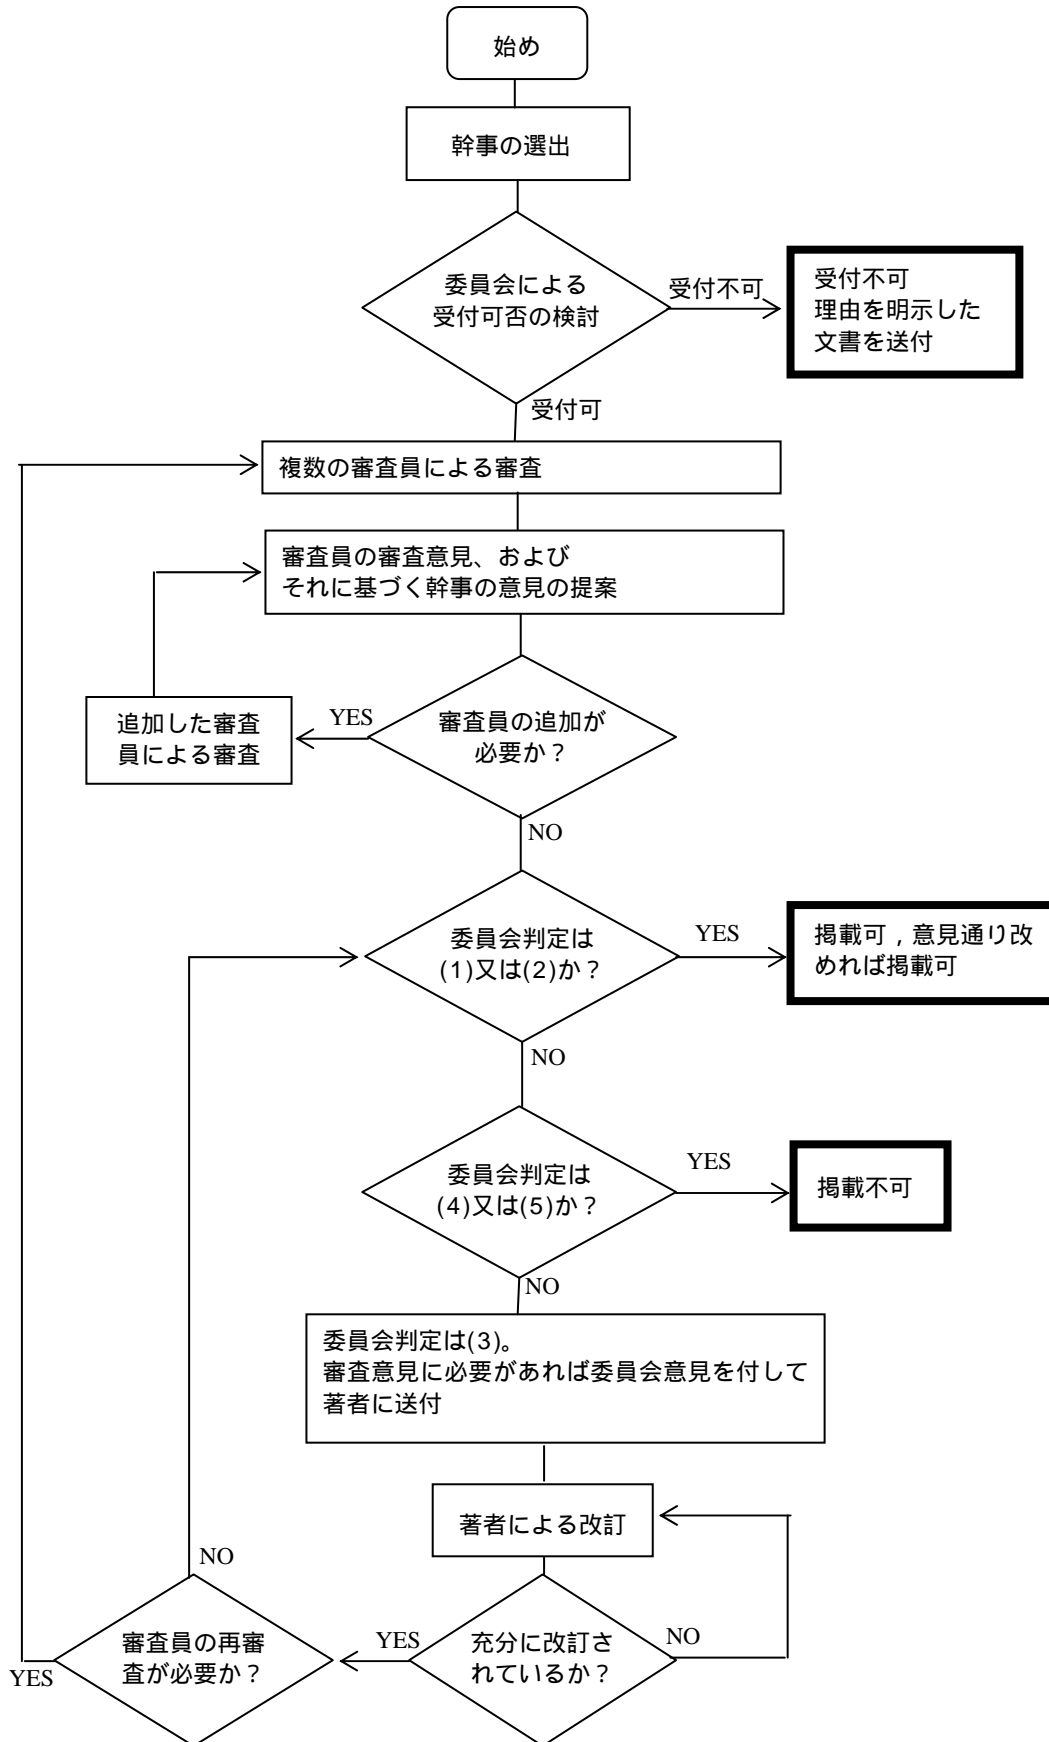 始め
幹事の選出
委員会による
受付可否の検討
受付不可
受付不可
理由を明示した
文書を送付
受付可
複数の審査員による審査
審査員の審査意見、および
それに基づく幹事の意見の提案
追加した審査
員による審査
YES
審査員の追加が
必要か？
NO
委員会判定は
(1)又は(2)か？
YES
掲載可，意見通り改
めれば掲載可
NO
委員会判定は
(4)又は(5)か？
YES
掲載不可
NO
委員会判定は(3)。
審査意見に必要があれば委員会意見を付して
著者に送付
著者による改訂
NO
審査員の再審
査が必要か？
YES
YES
充分に改訂さ
れているか？
NO